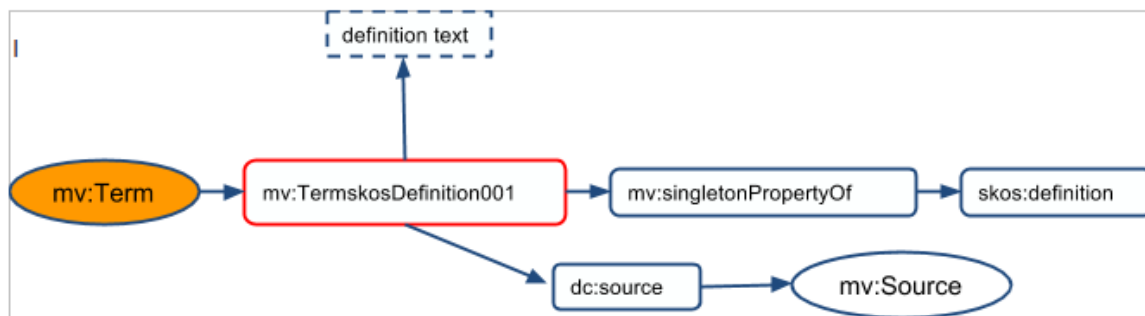 definition text
mv:Term
mv:TermskosDefinition001
mv:singletonPropertyOf
skos:definition
dc:source
mv:Source